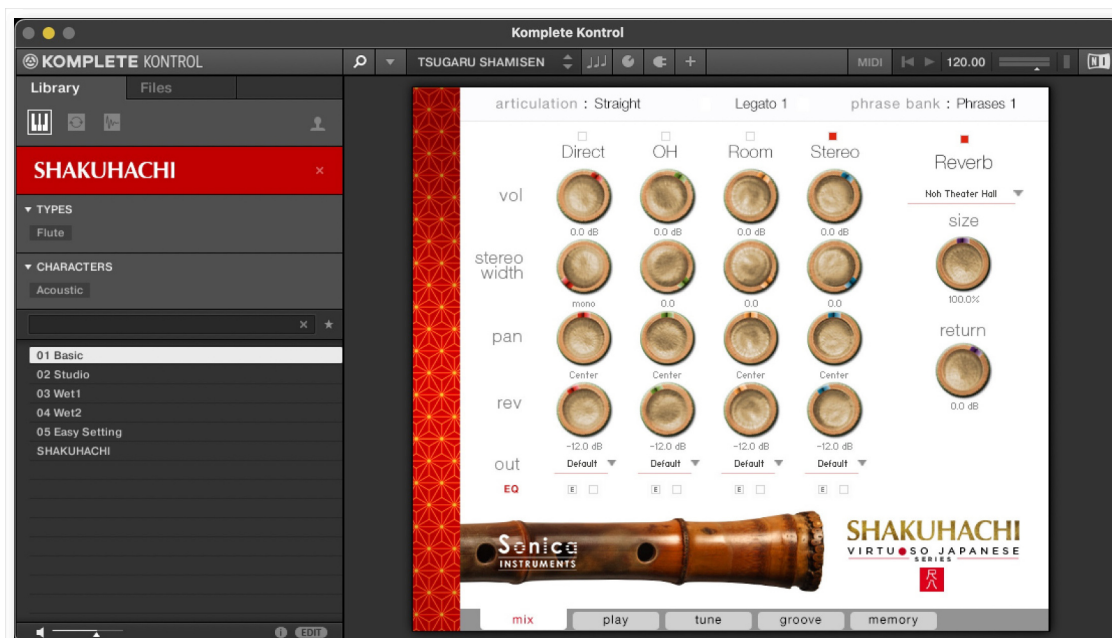 Komplete Kontrol
KOMPLETE KONTROL
TSUGARU SHAMISEN
MIDI
120.00
Library
Files
SHAKUHACHI
TYPES
Flute
CHARACTERS
Acoustic
01 Basic
02 Studio
03 Wet1
04 Wet2
05 Easy Setting
SHAKUHACHI
EDIT
articulation : Straight Legato 1 phrase bank : Phrases 1
Direct OH Room Stereo
Reverb
Noh Theater Hall
vol
0.0 dB 0.0 dB 0.0 dB 0.0 dB
size
100.0%
stereo
width
mono 0.0 0.0 0.0
return
0.0 dB
pan
Center Center Center Center
rev
-12.0 dB -12.0 dB -12.0 dB -12.0 dB
out Default Default Default Default
EQ E E E E
Sonica
INSTRUMENTS
SHAKUHACHI
VIRTUOSO JAPANESE
SERIES
尺八
mix play tune groove memory